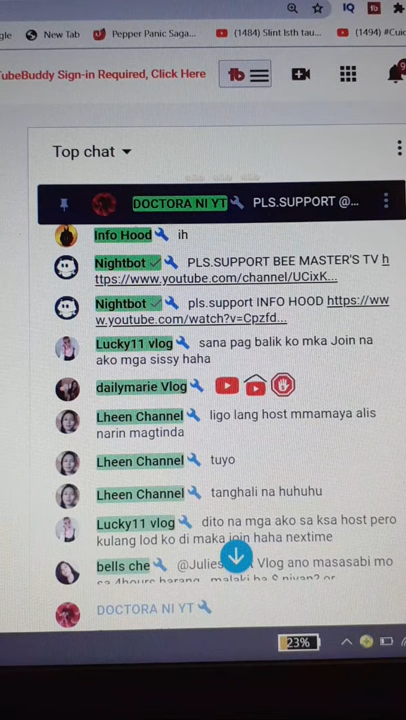 gle New Tab Pepper Panic Saga... (1484) Slint Isth tau... (1494) #Cuid
IQ
TubeBuddy Sign-in Required, Click Here
Top chat
DOCTORA NI YT PLS.SUPPORT @...
Info Hood ih
Nightbot PLS.SUPPORT BEE MASTER'S TV h
ttps://www.youtube.com/channel/UCixK...
Nightbot pls.support INFO HOOD https://ww
w.youtube.com/watch?v=Cpzfd...
Lucky11 vlog sana pag balik ko mka Join na
ako mga sissy haha
dailymarie Vlog
Lheen Channel ligo lang host mmamaya alis
narin magtinda
Lheen Channel tuyo
Lheen Channel tanghali na huhuhu
Lucky11 vlog dito na mga ako sa ksa host pero
kulang lod ko di maka join haha nextime
bells che @Julies Vlog ano masasabi mo
DOCTORA NI YT
23%